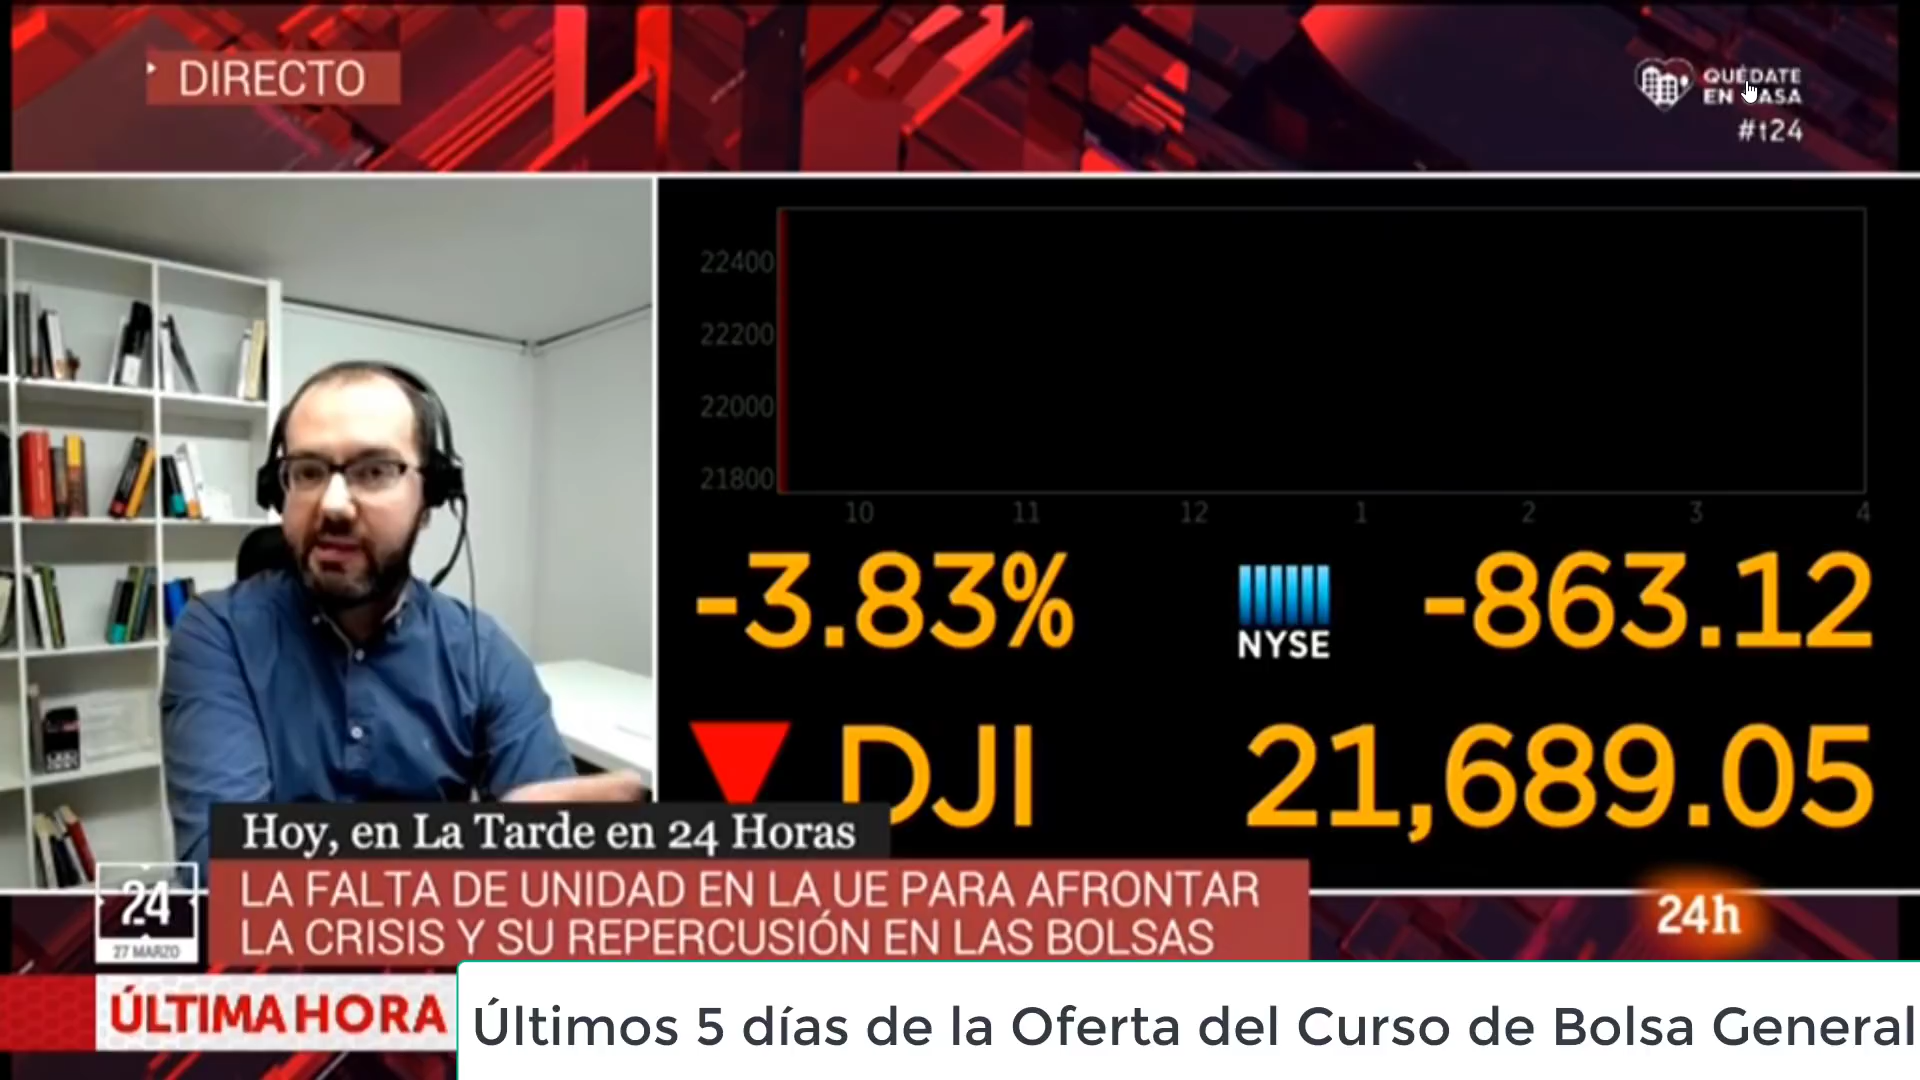 DIRECTO
QUÉDATE
EN CASA
#t24
22400
22200
22000
21800
10 11 12 1 2 3 4
-3.83% NYSE -863.12
DJI 21,689.05
Hoy, en La Tarde en 24 Horas
LA FALTA DE UNIDAD EN LA UE PARA AFRONTAR
LA CRISIS Y SU REPERCUSIÓN EN LAS BOLSAS
24
27 MARZO
24h
ÚLTIMA HORA
Últimos 5 días de la Oferta del Curso de Bolsa General